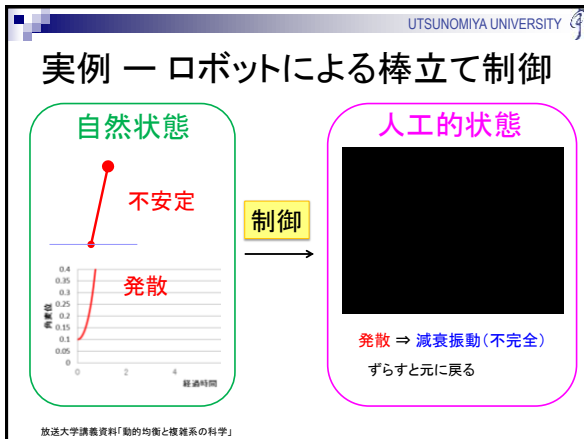 UTSUNOMIYA UNIVERSITY
実例 ー ロボットによる棒立て制御
自然状態
不安定
発散
0.4
0.35
0.3
0.25
0.2
0.15
0.1
0.05
0
角変位
0 2 4
経過時間
制御
人工的状態
発散 ⇒ 減衰振動(不完全)
ずらすと元に戻る
放送大学講義資料「動的均衡と複雑系の科学」